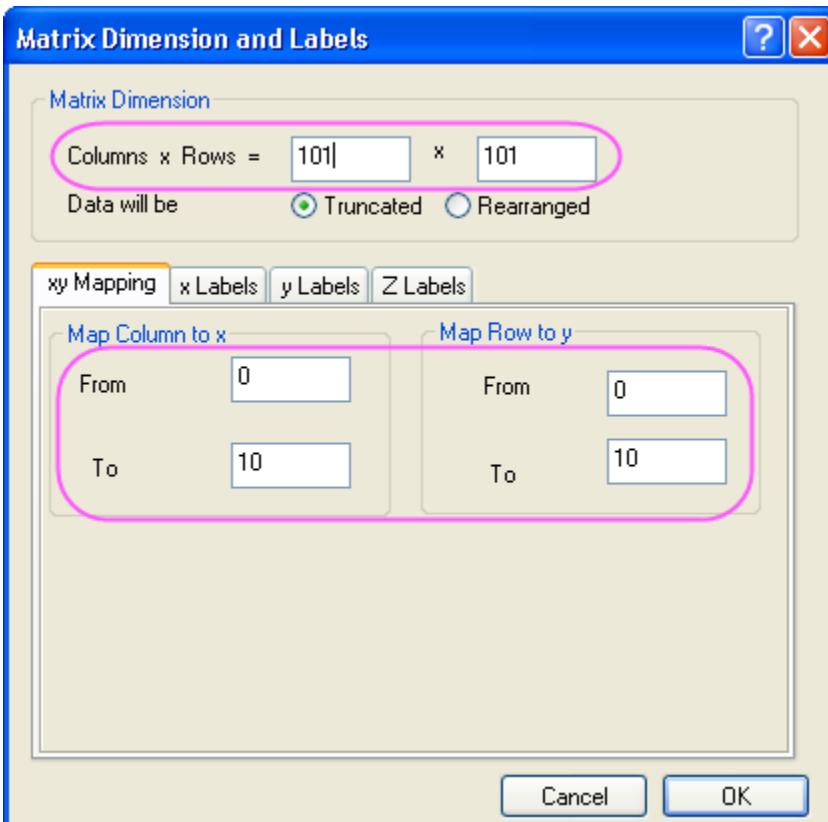 Matrix Dimension and Labels
Matrix Dimension
Columns x Rows = 101 x 101
Data will be Truncated Rearranged
xy Mapping x Labels y Labels Z Labels
Map Column to x
From 0
To 10
Map Row to y
From 0
To 10
Cancel OK